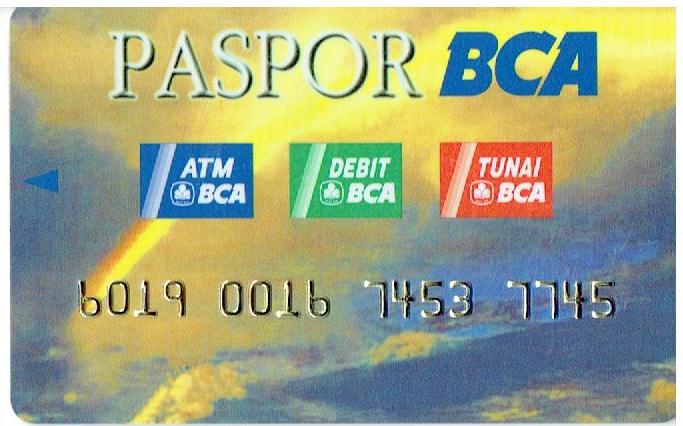 PASPOR BCA
ATM BCA
DEBIT BCA
TUNAI BCA
6019 0016 7453 7745